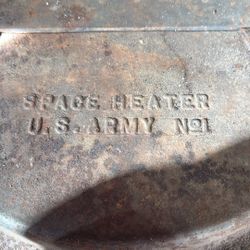 SPACE HEATER
U.S. ARMY Nº1